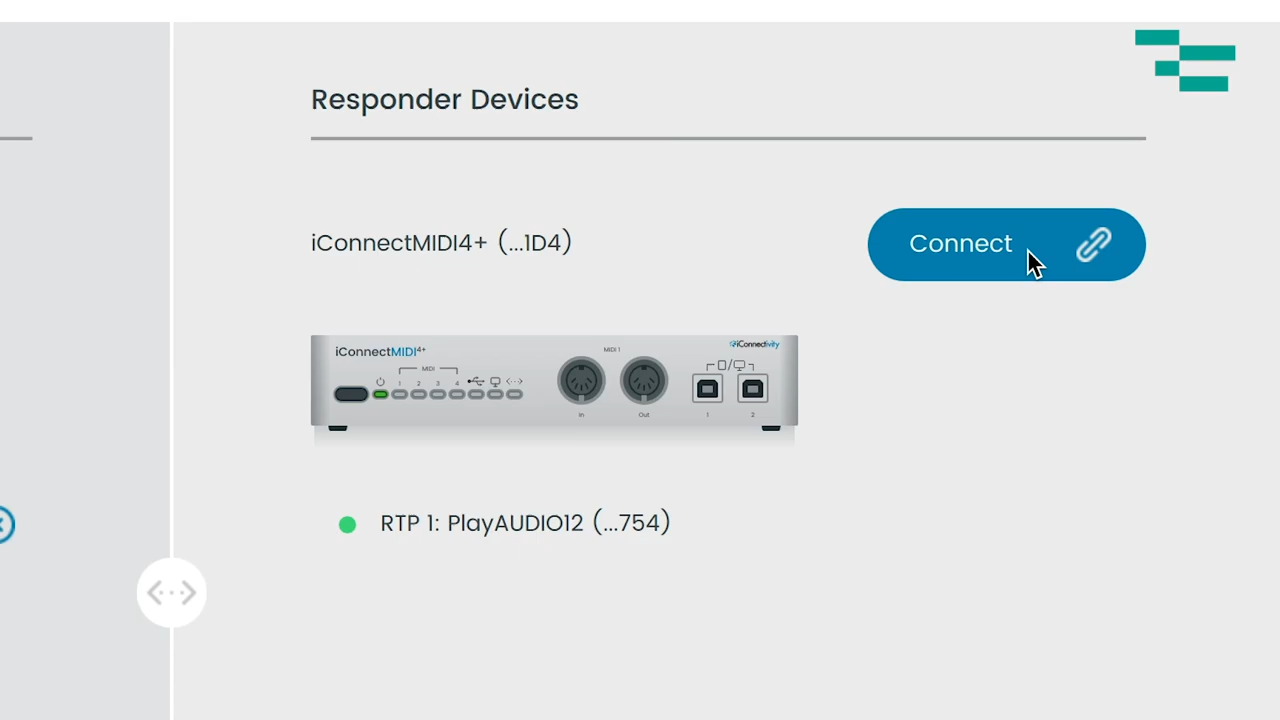 Responder Devices
iConnectMIDI4+ (...1D4)
Connect
iConnectMIDI4+
iConnectivity
MIDI 1
MIDI
1 2 3 4
In
Out
1
2
RTP 1: PlayAUDIO12 (...754)